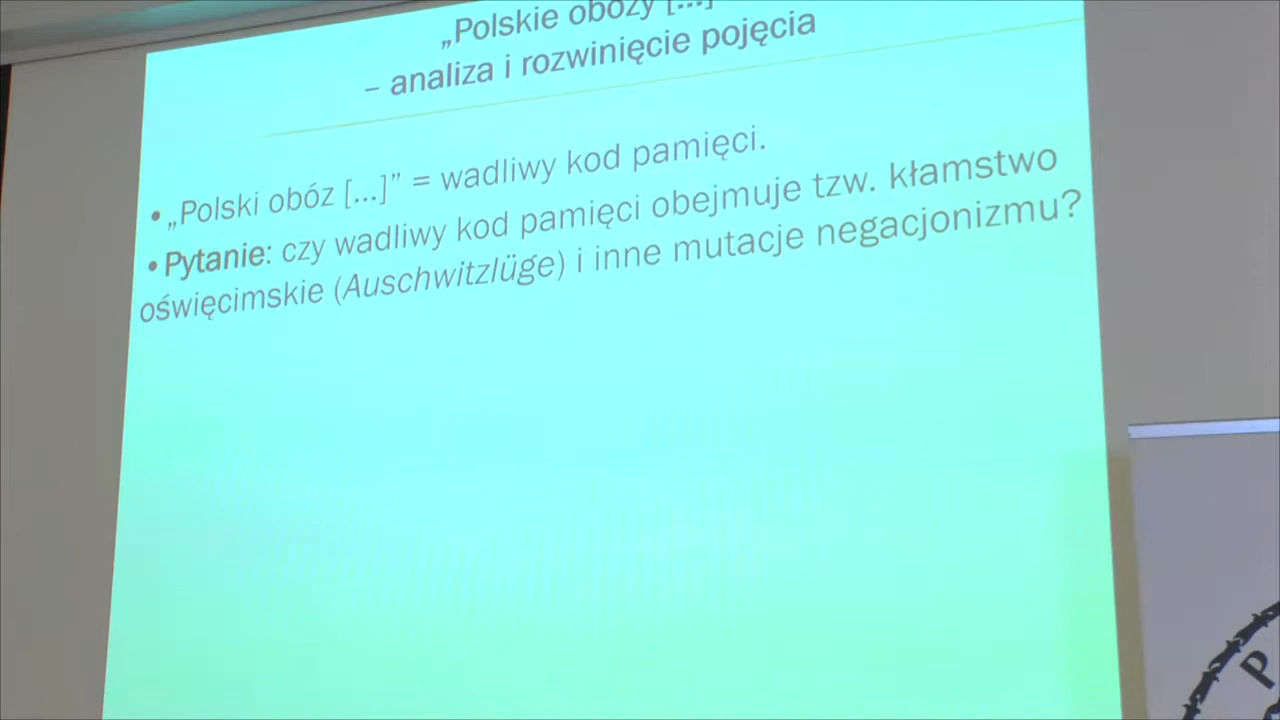 „Polskie obozy [...]
– analiza i rozwinięcie pojęcia
• „Polski obóz [...]” = wadliwy kod pamięci.
• Pytanie: czy wadliwy kod pamięci obejmuje tzw. kłamstwo
oświęcimskie (Auschwitzlüge) i inne mutacje negacjonizmu?
P